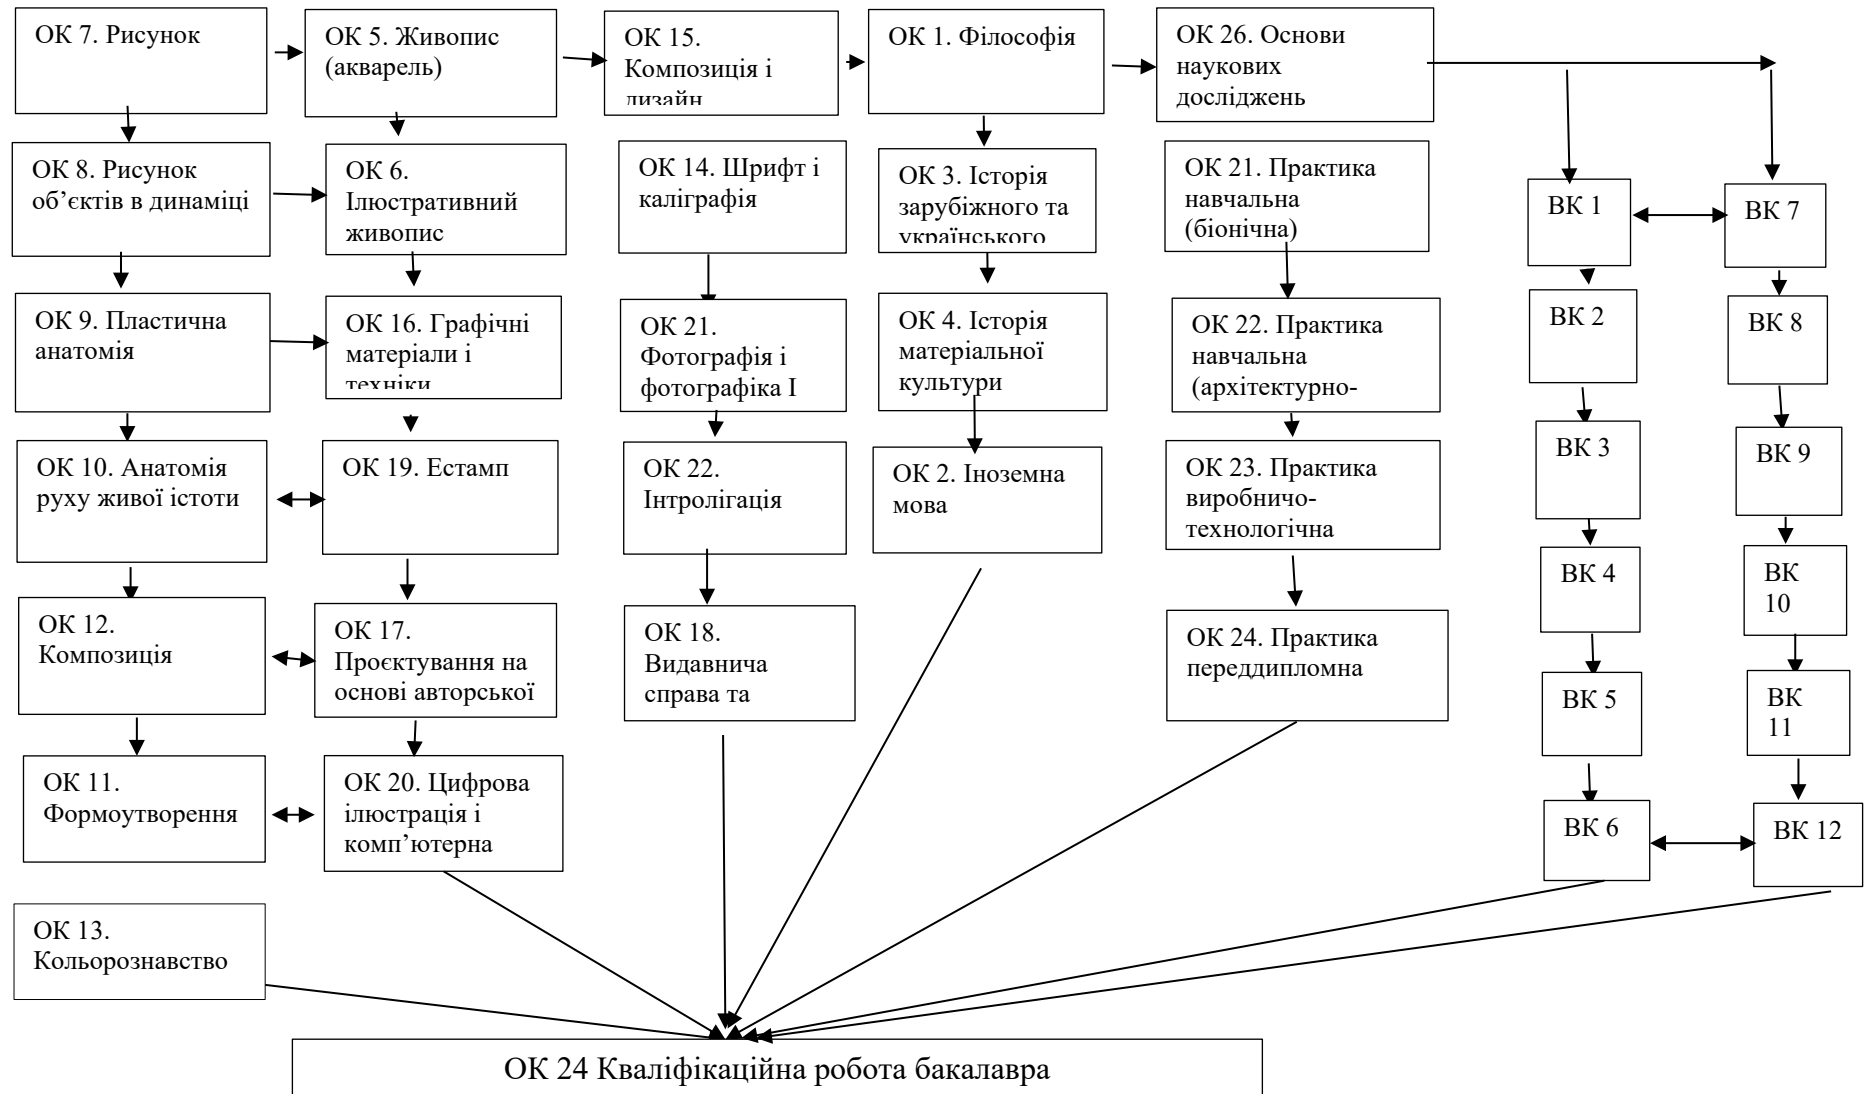 ОК 7. Рисунок
ОК 5. Живопис
(акварель)
ОК 15.
Композиція і
дизайн
ОК 1. Філософія
ОК 26. Основи
наукових
досліджень
ОК 8. Рисунок
об’єктів в динаміці
ОК 6.
Ілюстративний
живопис
ОК 14. Шрифт і
каліграфія
ОК 3. Історія
зарубіжного та
українського
ОК 21. Практика
навчальна
(біонічна)
ВК 1
ВК 7
ОК 9. Пластична
анатомія
ОК 16. Графічні
матеріали і
техніки
ОК 21.
Фотографія і
фотографіка І
ОК 4. Історія
матеріальної
культури
ОК 22. Практика
навчальна
(архітектурно-
ВК 2
ВК 8
ОК 10. Анатомія
руху живої істоти
ОК 19. Естамп
ОК 22.
Інтролігація
ОК 2. Іноземна
мова
ОК 23. Практика
виробничо-
технологічна
ВК 3
ВК 9
ВК 4
ВК
10
ОК 12.
Композиція
ОК 17.
Проєктування на
основі авторської
ОК 18.
Видавнича
справа та
ОК 24. Практика
переддипломна
ВК 5
ВК
11
ОК 11.
Формоутворення
ОК 20. Цифрова
ілюстрація і
комп’ютерна
ВК 6
ВК 12
ОК 13.
Кольорознавство
ОК 24 Кваліфікаційна робота бакалавра